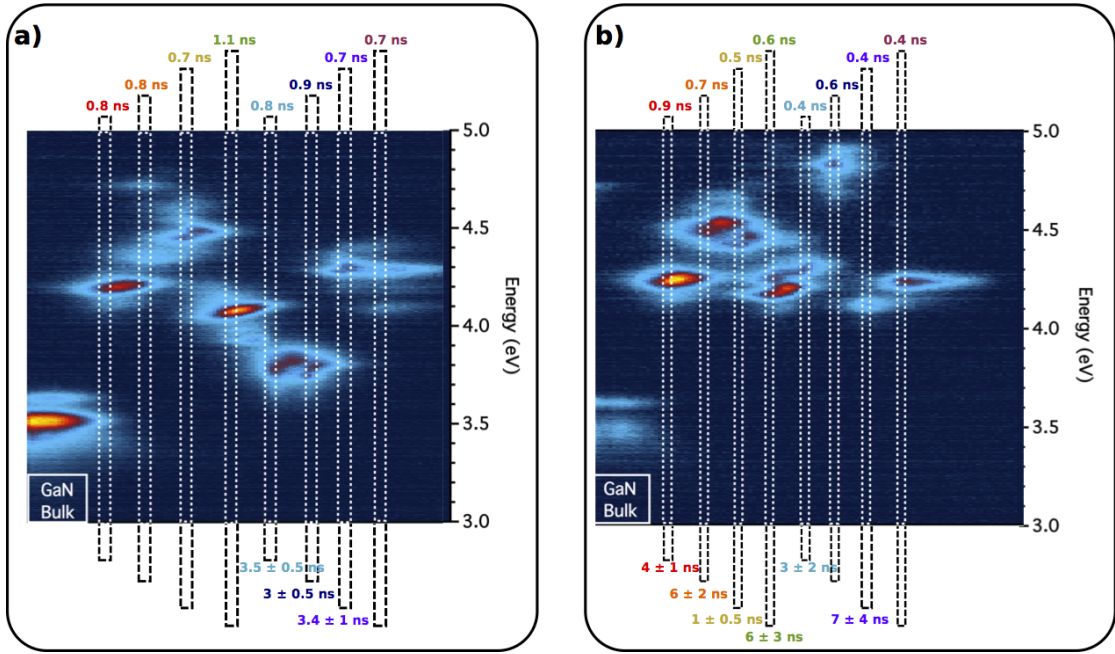 a)
1.1 ns
0.7 ns
0.7 ns
0.7 ns
0.8 ns
0.9 ns
0.8 ns
0.8 ns
5.0
4.5
4.0
3.5
3.0
Energy (eV)
GaN
Bulk
3.5 ± 0.5 ns
3 ± 0.5 ns
3.4 ± 1 ns
b)
0.6 ns
0.4 ns
0.5 ns
0.4 ns
0.7 ns
0.6 ns
0.9 ns
0.4 ns
5.0
4.5
4.0
3.5
3.0
Energy (eV)
GaN
Bulk
4 ± 1 ns
3 ± 2 ns
6 ± 2 ns
1 ± 0.5 ns
7 ± 4 ns
6 ± 3 ns